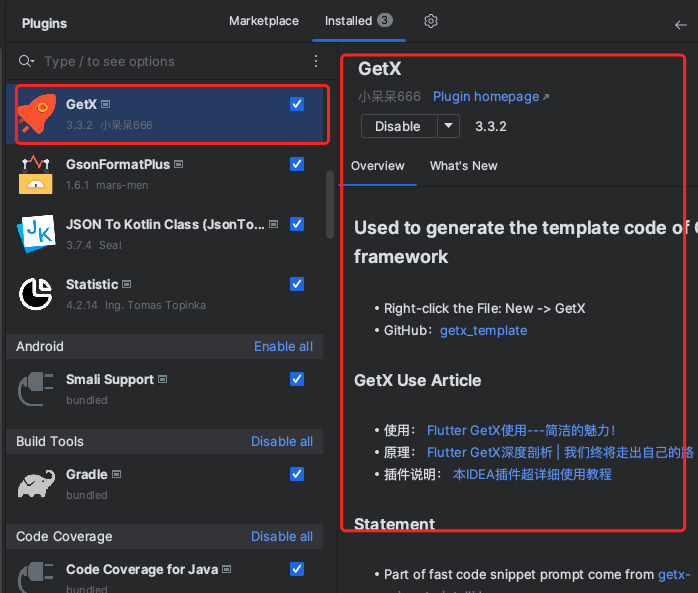 Plugins
Marketplace
Installed 3
Type / to see options
GetX
3.3.2 小呆呆666
GsonFormatPlus
1.6.1 mars-men
JSON To Kotlin Class (JsonTo...
3.7.4 Seal
Statistic
4.2.14 Ing. Tomas Topinka
Android
Enable all
Smali Support
bundled
Build Tools
Disable all
Gradle
bundled
Code Coverage
Disable all
Code Coverage for Java
bundled
GetX
小呆呆666 Plugin homepage
Disable
3.3.2
Overview
What's New
Used to generate the template code of
framework
• Right-click the File: New -> GetX
• GitHub： getx_template
GetX Use Article
• 使用： Flutter GetX使用---简洁的魅力！
• 原理： Flutter GetX深度剖析 | 我们终将走出自己的路
• 插件说明： 本IDEA插件超详细使用教程
Statement
• Part of fast code snippet prompt come from getx-